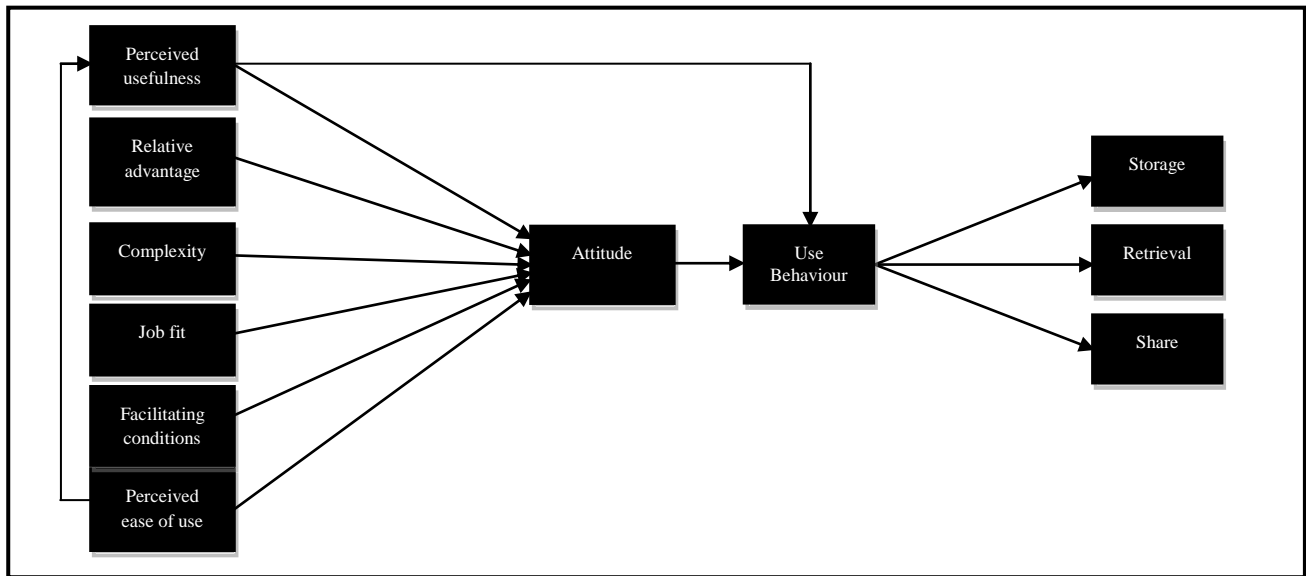 Perceived
usefulness
Relative
advantage
Complexity
Job fit
Facilitating
conditions
Perceived
ease of use
Attitude
Use
Behaviour
Storage
Retrieval
Share